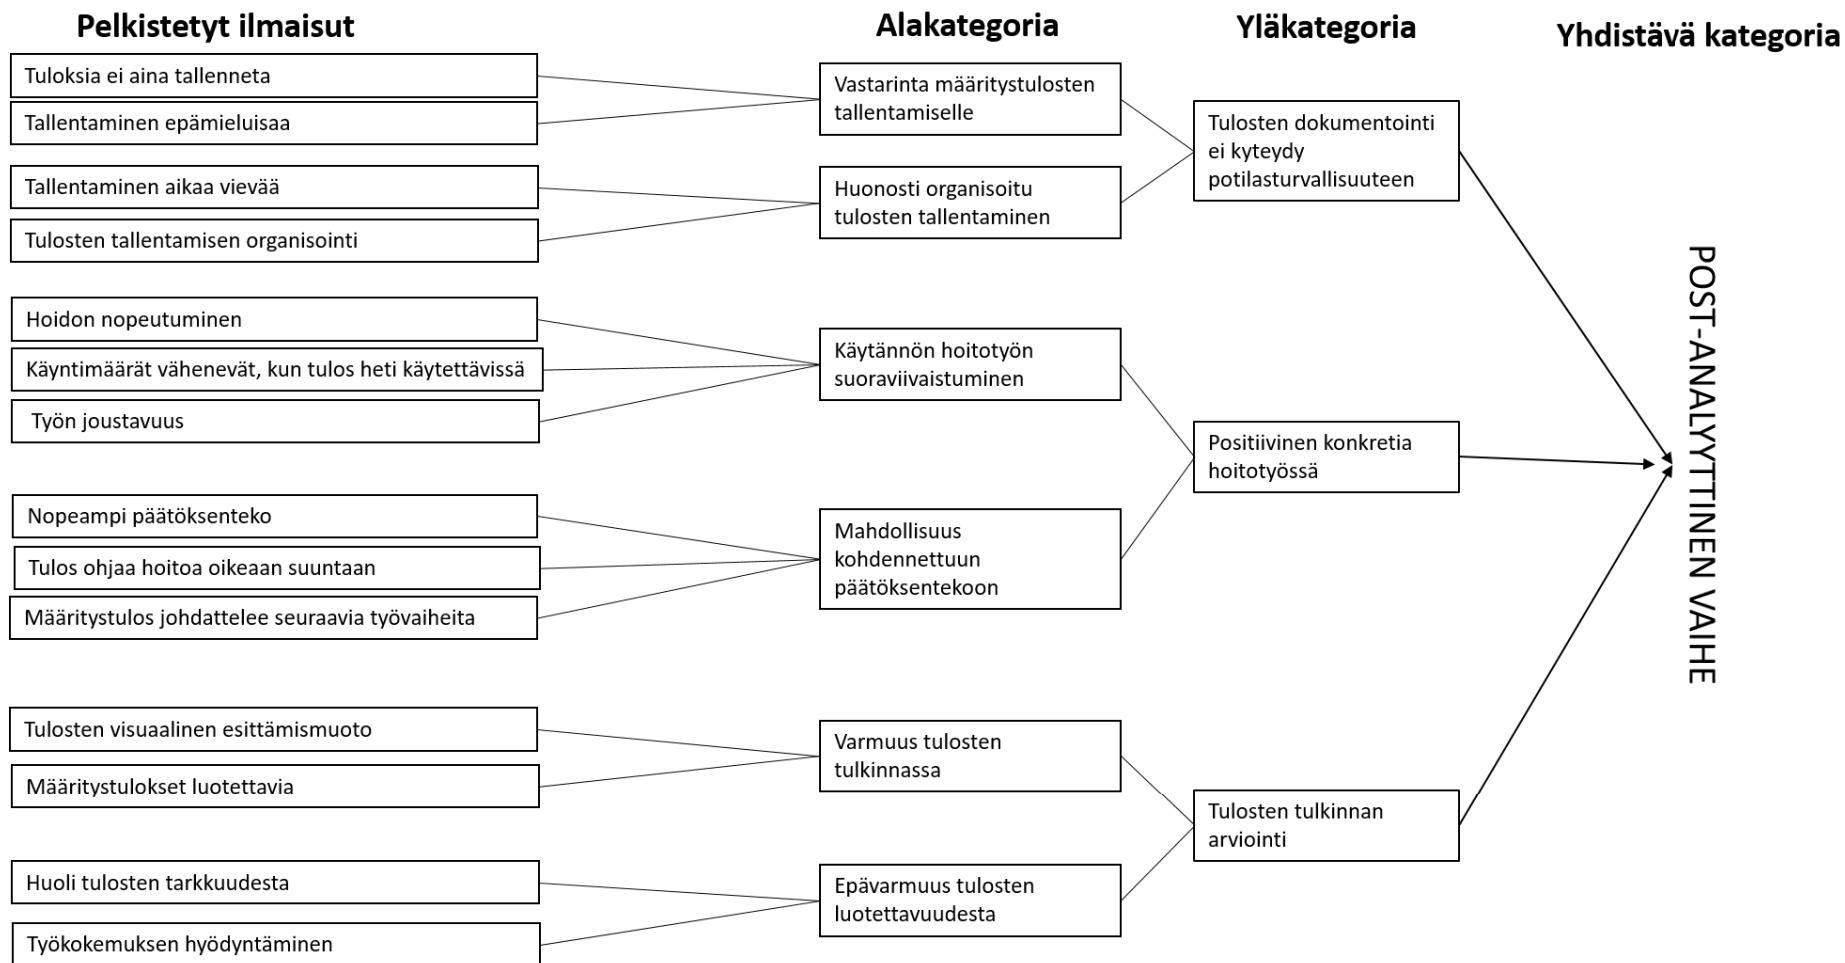 Pelkistetyt ilmaisut
Alakategoria
Yläkategoria
Yhdistävä kategoria
Tuloksia ei aina tallenneta
Tallentaminen epämieluisaa
Tallentaminen aikaa vievää
Tulosten tallentamisen organisointi
Hoidon nopeutuminen
Käyntimäärät vähenevät, kun tulos heti käytettävissä
Työn joustavuus
Nopeampi päätöksenteko
Tulos ohjaa hoitoa oikeaan suuntaan
Määritystulos johdattelee seuraavia työvaiheita
Tulosten visuaalinen esittämismuoto
Määritystulokset luotettavia
Huoli tulosten tarkkuudesta
Työkokemuksen hyödyntäminen
Vastarinta määritystulosten
tallentamiselle
Huonosti organisoitu
tulosten tallentaminen
Käytännön hoitotyön
suoraviivaistuminen
Mahdollisuus
kohdennettuun
päätöksentekoon
Varmuus tulosten
tulkinnassa
Epävarmuus tulosten
luotettavuudesta
Tulosten dokumentointi
ei kyteydy
potilasturvallisuuteen
Positiivinen konkretia
hoitotyössä
Tulosten tulkinnan
arviointi
POST-ANALYYTTINEN VAIHE